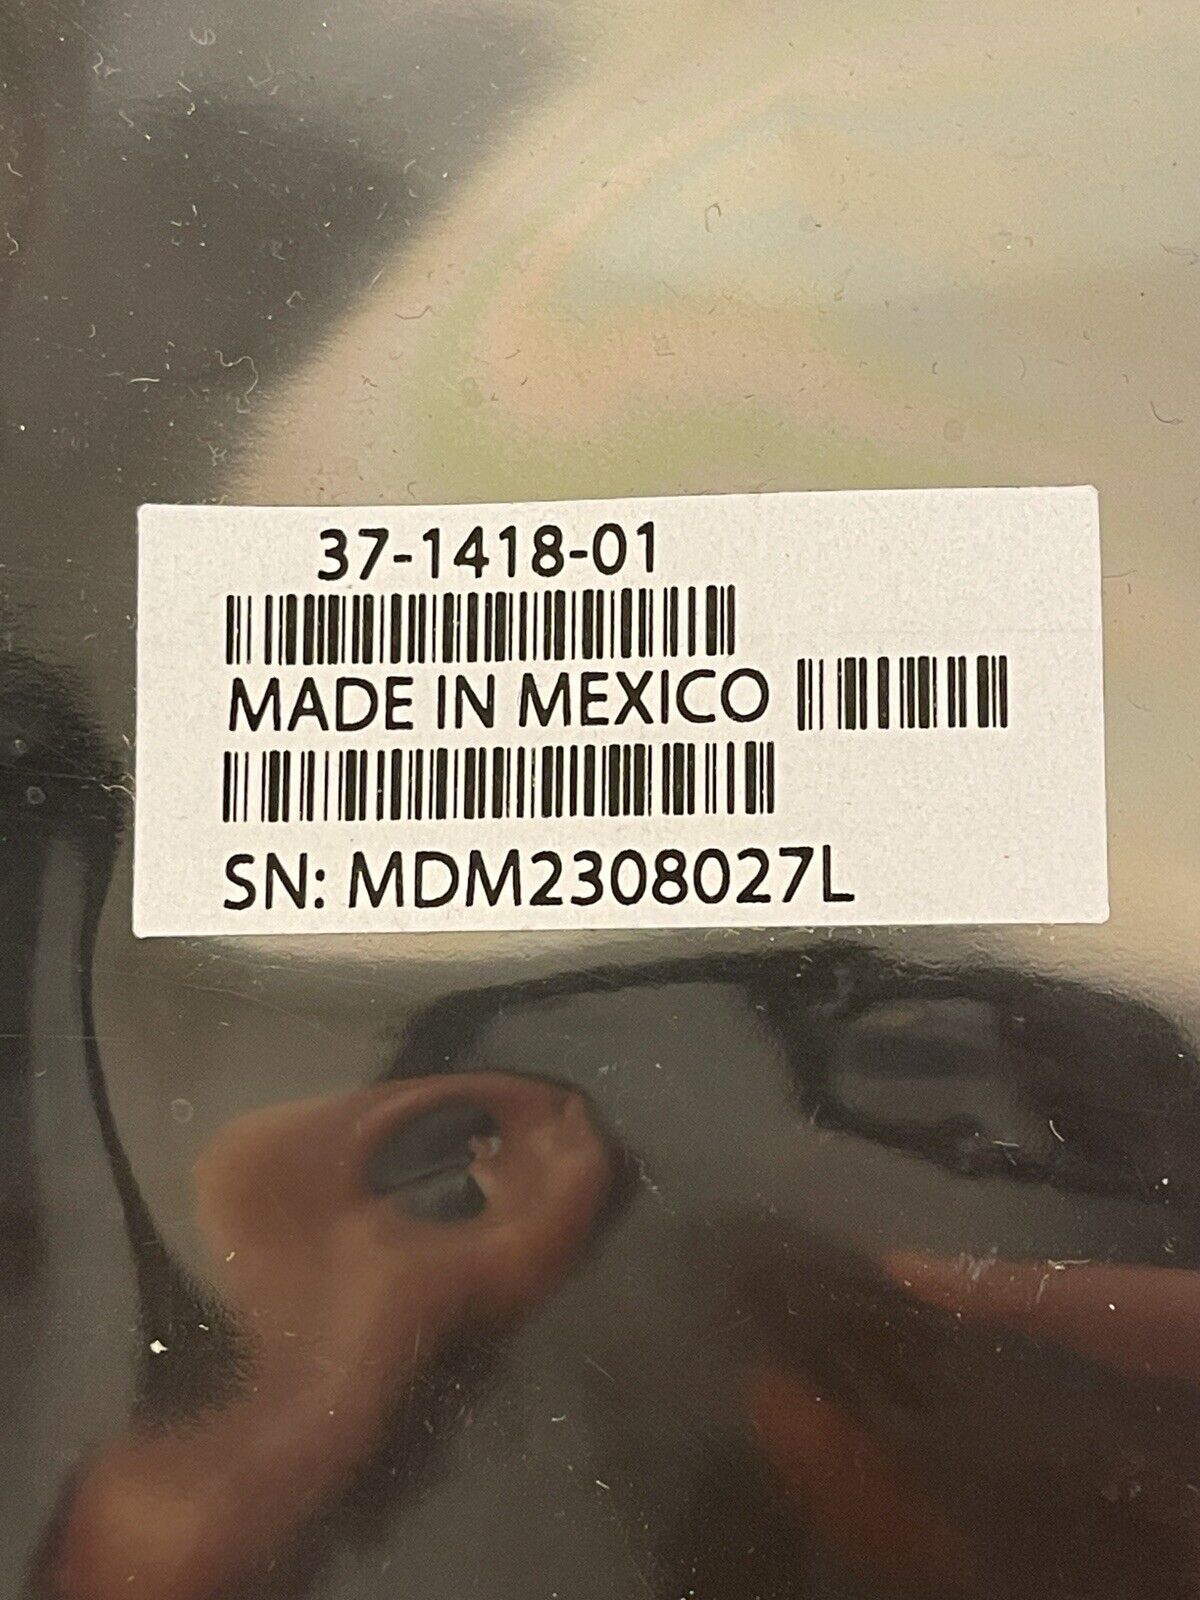 37-1418-01
MADE IN MEXICO
SN: MDM2308027L